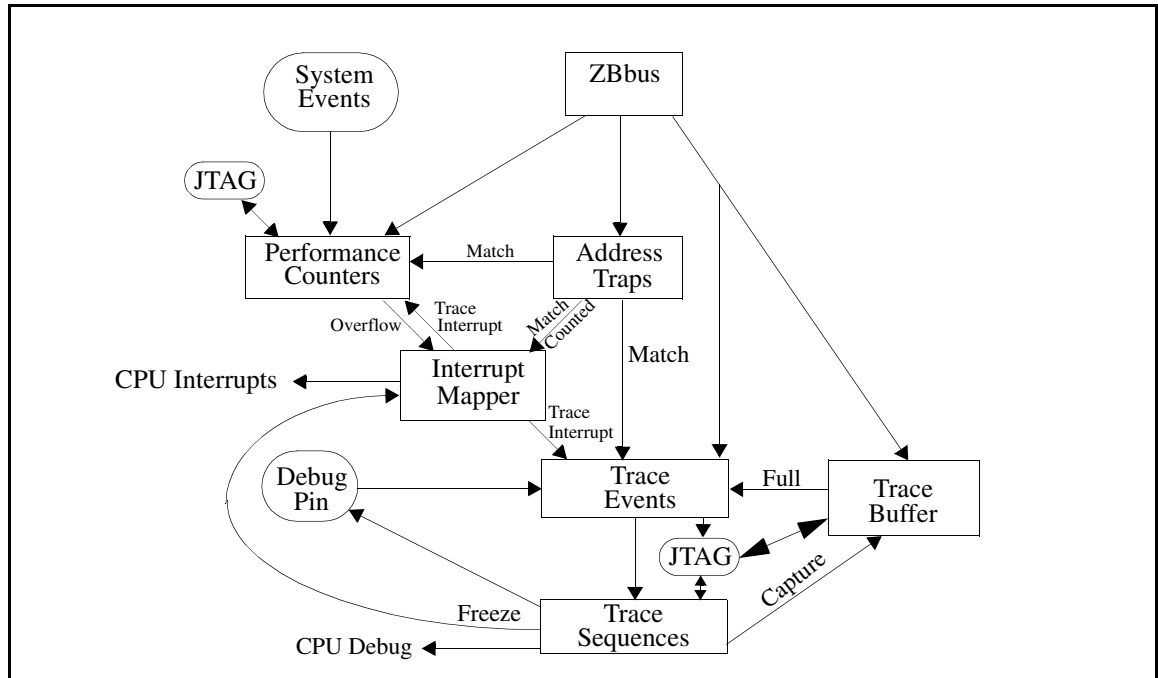 System
Events
ZBbus
JTAG
Performance
Counters
Match
Address
Traps
Overflow
Trace
Interrupt
Match
Counted
Match
CPU Interrupts
Interrupt
Mapper
Trace
Interrupt
Debug
Pin
Trace
Events
Full
Trace
Buffer
JTAG
Capture
Freeze
Trace
Sequences
CPU Debug